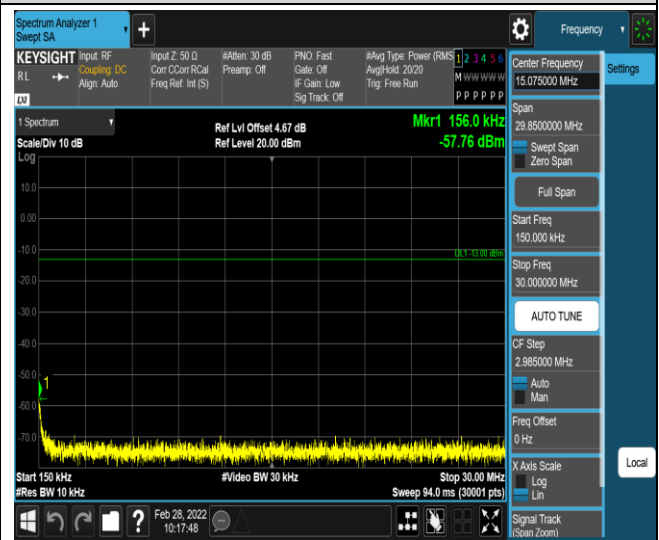 Spectrum Analyzer 1
Swept SA
Frequency
KEYSIGHT
RL
LXI
Input: RF
Coupling: DC
Align: Auto
Input Z: 50 Ω
Corr CCorr RCal
Freq Ref: Int (S)
#Atten: 30 dB
Preamp: Off
PNO: Fast
Gate: Off
IF Gain: Low
Sig Track: Off
#Avg Type: Power (RMS
Avg|Hold: 20/20
Trig: Free Run
1 2 3 4 5 6
M W W W W W
P P P P P P
Center Frequency
15.075000 MHz
Settings
Span
29.8500000 MHz
Swept Span
Zero Span
Full Span
Start Freq
150.000 kHz
Stop Freq
30.000000 MHz
AUTO TUNE
CF Step
2.985000 MHz
Auto
Man
Freq Offset
0 Hz
X Axis Scale
Log
Lin
Signal Track
(Span Zoom)
Local
1 Spectrum
Scale/Div 10 dB
Log
Ref Lvl Offset 4.67 dB
Ref Level 20.00 dBm
Mkr1 156.0 kHz
-57.76 dBm
10.0
0.00
-10.0
DL1 -13.00 dBm
-20.0
-30.0
-40.0
-50.0
1
-60.0
-70.0
Start 150 kHz
#Res BW 10 kHz
#Video BW 30 kHz
Stop 30.00 MHz
Sweep 94.0 ms (30001 pts)
?
Feb 28, 2022
10:17:48